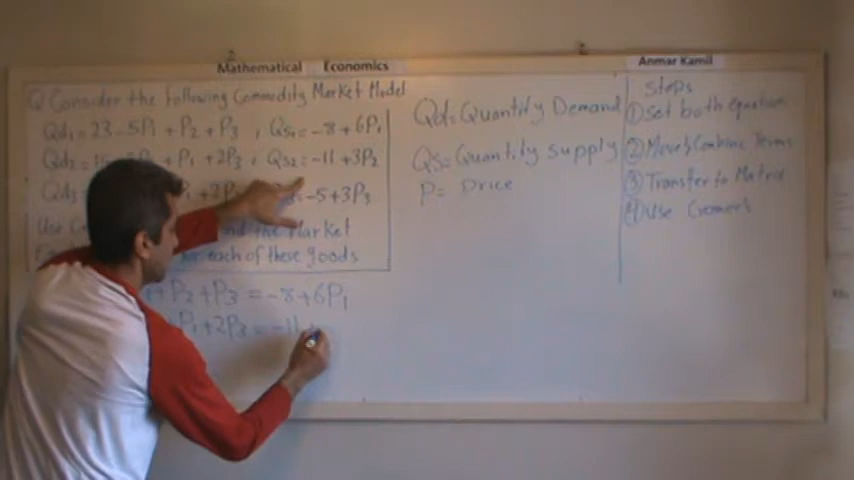 Mathematical Economics
Anmar Kamil
Q Consider the following Commodity Market Model
Qd1 = 23 - 5P1 + P2 + P3 , Qs1 = -8 + 6P1
+ P1 + 2P3 , Qs2 = -11 + 3P2
-5 + 3P3
the Market
for each of these goods
+ P2 + P3 = -8 + 6P1
P1 + 2P3 = -11 +
Qd = Quantity Demand
Qs = Quantity supply
P = Price
Steps
① Set both equation
② Move & Combine Terms
③ Transfer to Matrix
④ Use Cramer's